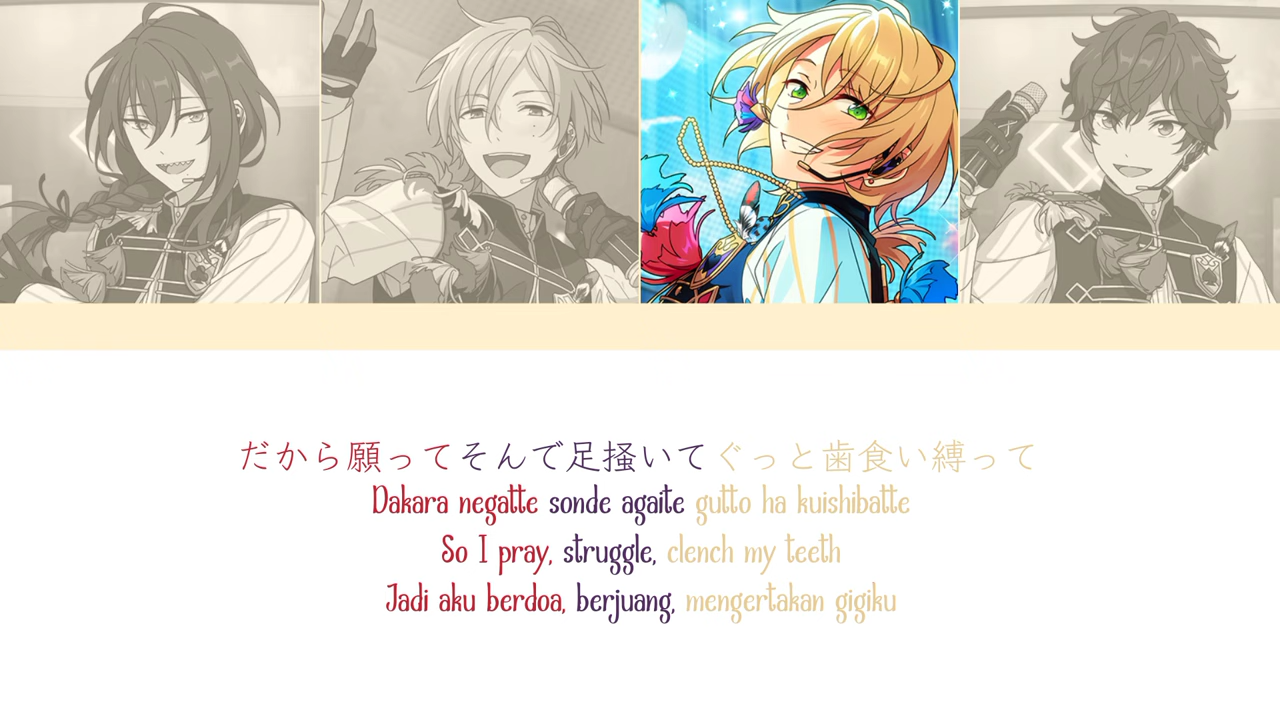 だから願ってそんで足掻いてぐっと歯食い縛って
Dakara negatte sonde agaite gutto ha kuishibatte
So I pray, struggle, clench my teeth
Jadi aku berdoa, berjuang, mengertakan gigiku